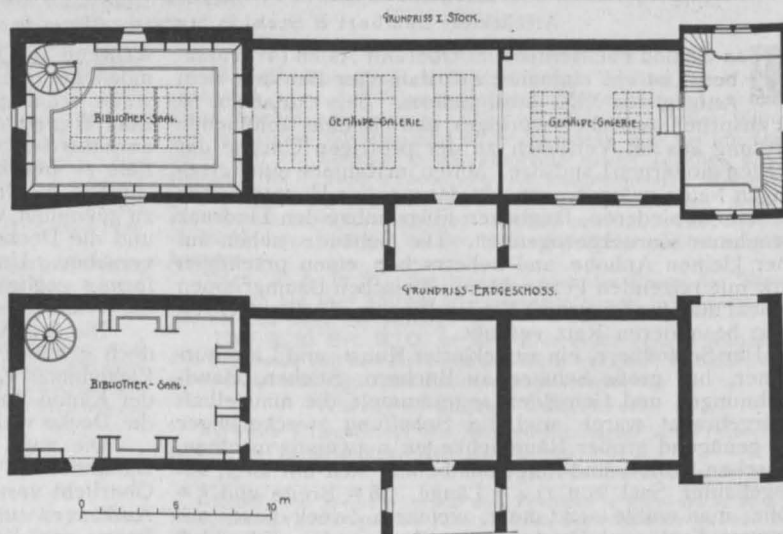 GRUNDRISS I. STOCK.
BIBLIOTHEK-SAAL.
GEMÄLDE-GALERIE.
GEMÄLDE-GALERIE.
GRUNDRISS-ERDGESCHOSS.
BIBLIOTHEK-SAAL.
0 5 10 m.